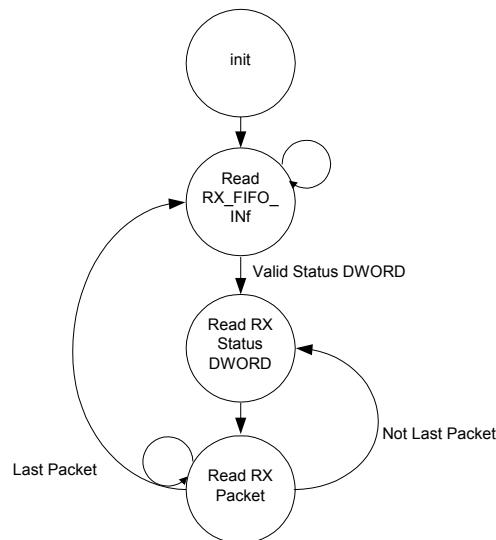 init
Read
RX_FIFO_
INf
Valid Status DWORD
Read RX
Status
DWORD
Not Last Packet
Last Packet
Read RX
Packet